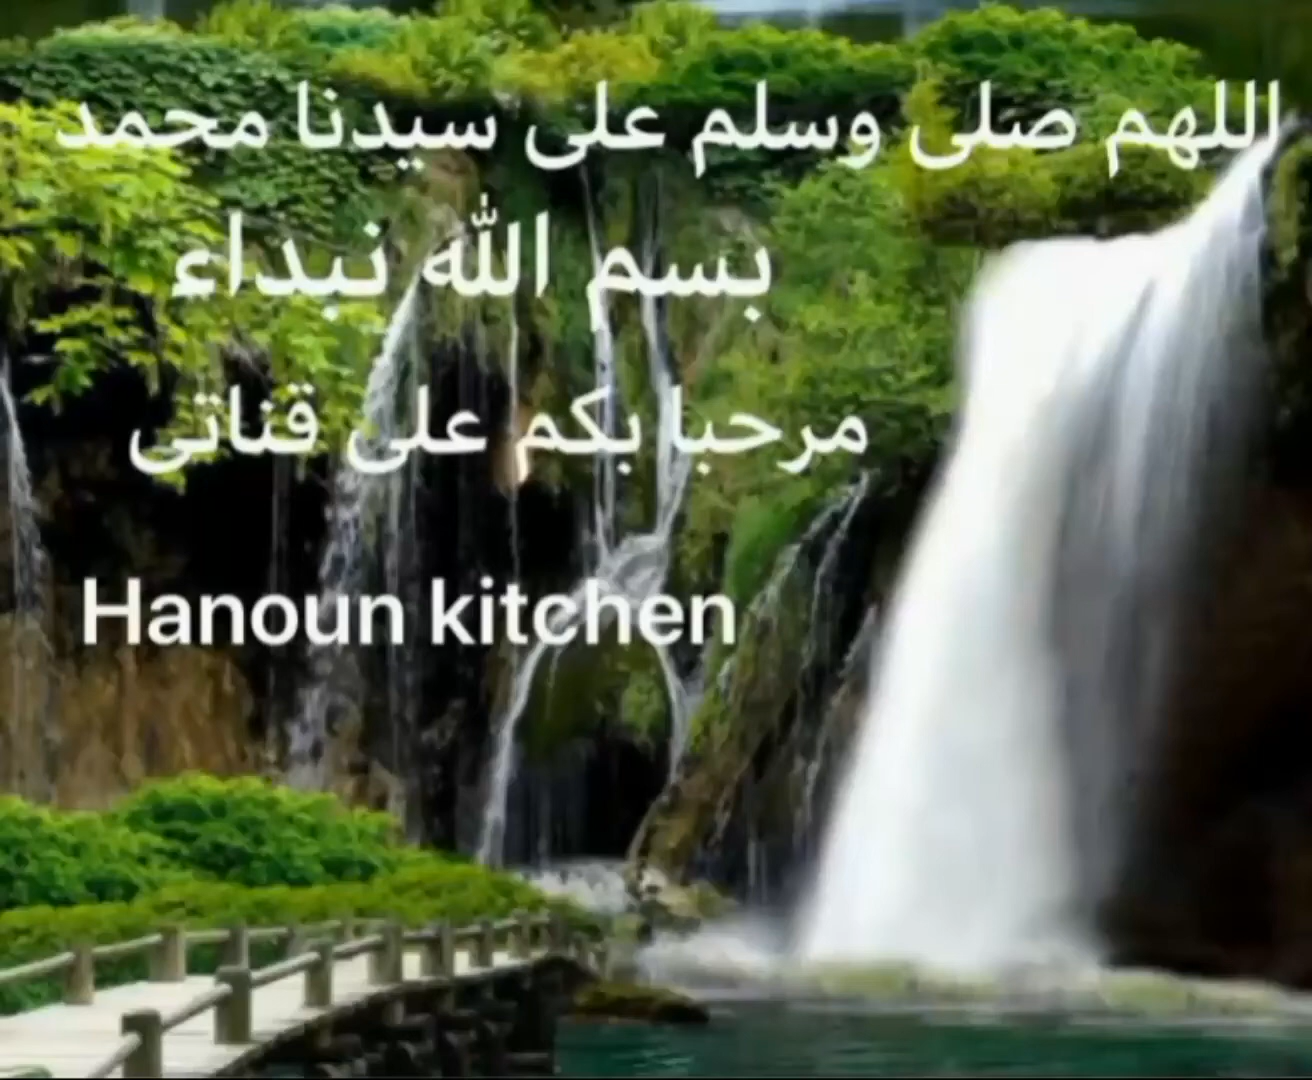 اللهم صلى وسلم على سيدنا محمد
بسم الله نبداء
مرحبا بكم على قناتى
Hanoun kitchen